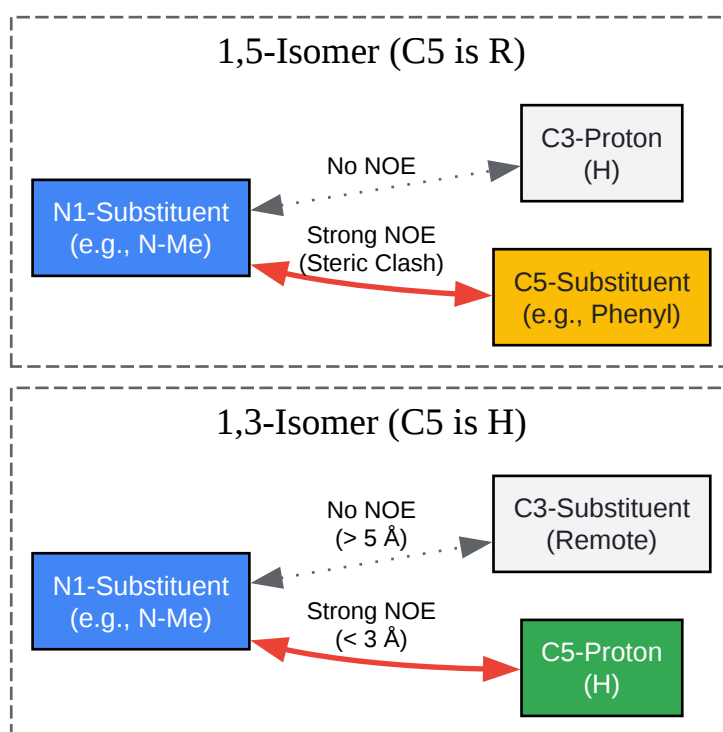 1,5-Isomer (C5 is R)
No NOE
C3-Proton
(H)
N1-Substituent
(e.g., N-Me)
Strong NOE
(Steric Clash)
C5-Substituent
(e.g., Phenyl)
1,3-Isomer (C5 is H)
No NOE
(> 5 Å)
C3-Substituent
(Remote)
N1-Substituent
(e.g., N-Me)
Strong NOE
(< 3 Å)
C5-Proton
(H)